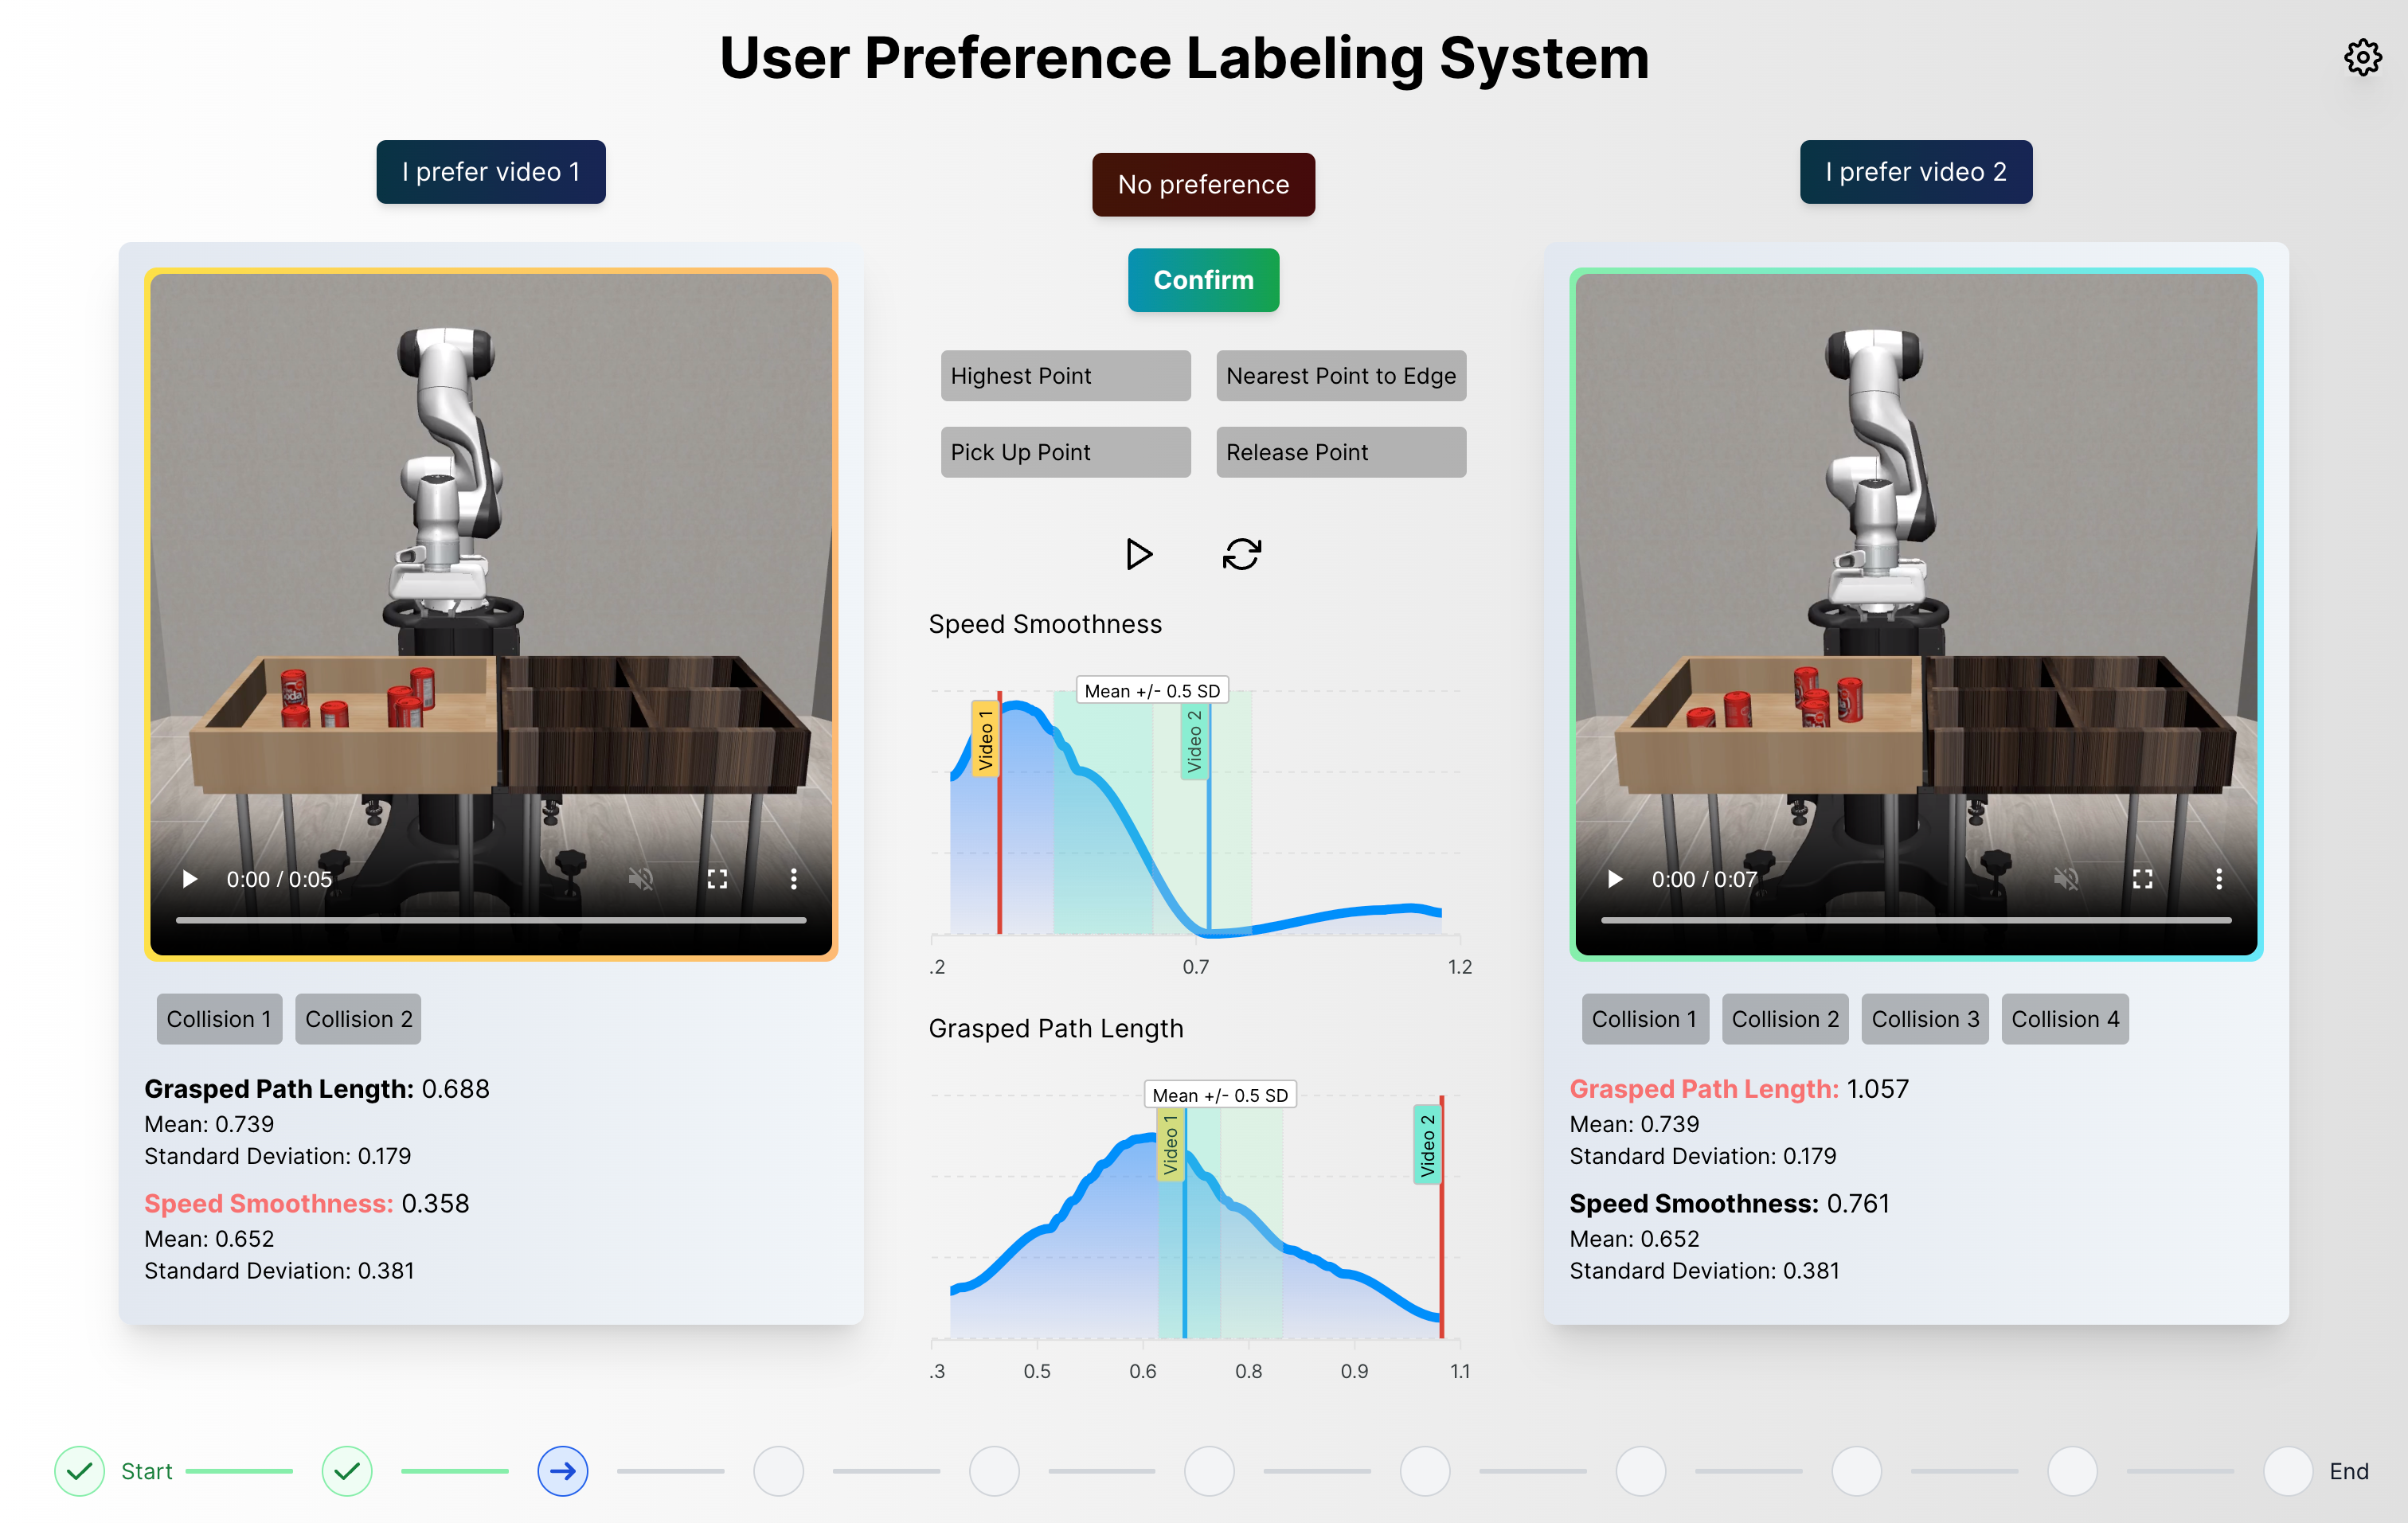 User Preference Labeling System
I prefer video 1
No preference
I prefer video 2
Confirm
Highest Point
Nearest Point to Edge
Pick Up Point
Release Point
0:00 / 0:05
Collision 1
Collision 2
Grasped Path Length: 0.688
Mean: 0.739
Standard Deviation: 0.179
Speed Smoothness: 0.358
Mean: 0.652
Standard Deviation: 0.381
Speed Smoothness
Mean +/- 0.5 SD
Video 1
Video 2
.2
0.7
1.2
Grasped Path Length
Mean +/- 0.5 SD
Video 1
Video 2
.3
0.5
0.6
0.8
0.9
1.1
0:00 / 0:07
Collision 1
Collision 2
Collision 3
Collision 4
Grasped Path Length: 1.057
Mean: 0.739
Standard Deviation: 0.179
Speed Smoothness: 0.761
Mean: 0.652
Standard Deviation: 0.381
Start
End